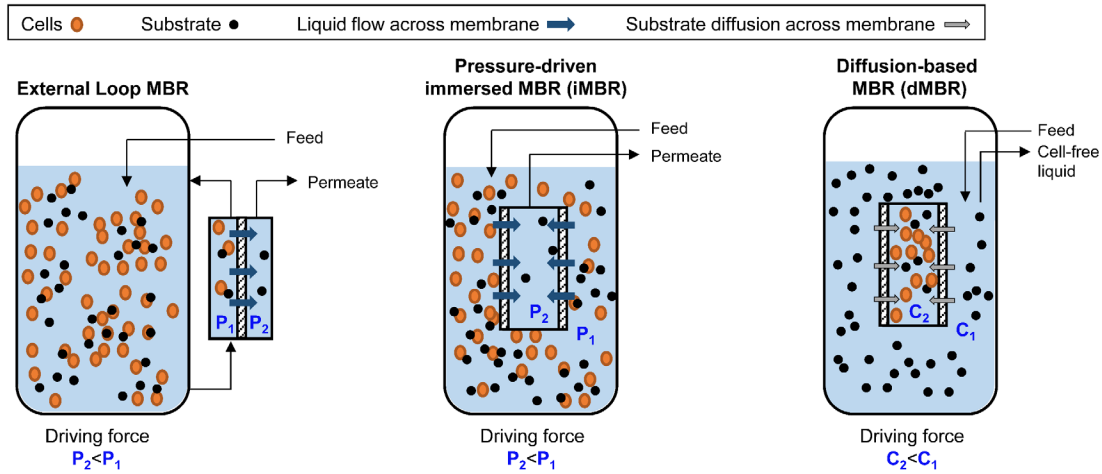 Cells Substrate Liquid flow across membrane Substrate diffusion across membrane
External Loop MBR
Feed
Permeate
P1 P2
Driving force
P2<P1
Pressure-driven
immersed MBR (iMBR)
Feed
Permeate
P2
P1
Driving force
P2<P1
Diffusion-based
MBR (dMBR)
Feed
Cell-free
liquid
C2
C1
Driving force
C2<C1